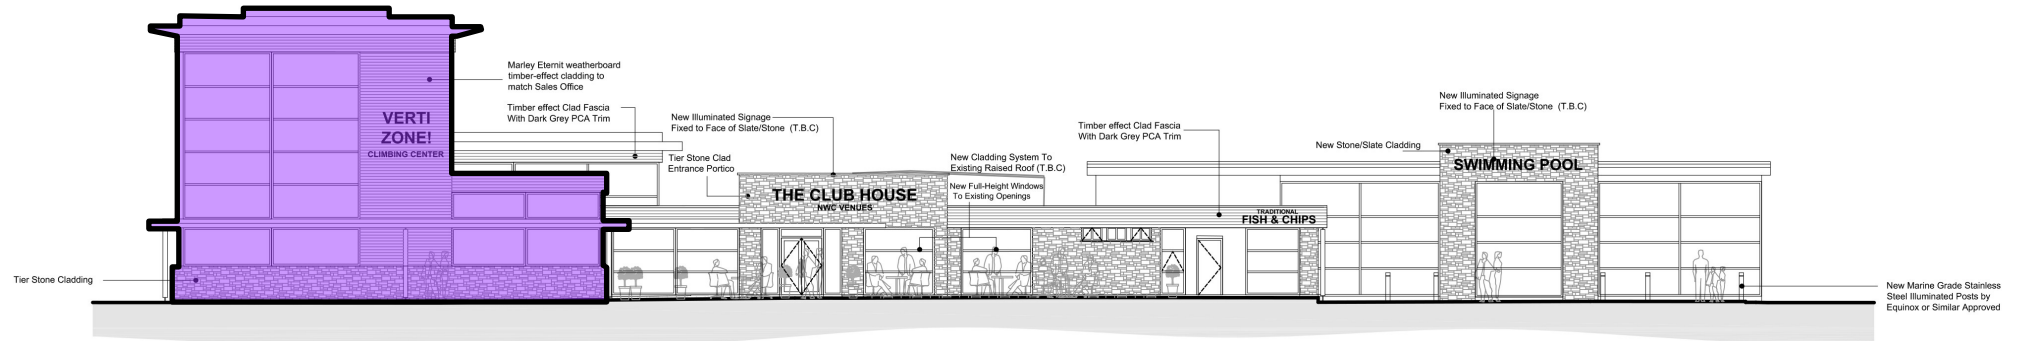 Marley Eternit weatherboard
timber-effect cladding to
match Sales Office
Timber effect Clad Fascia
With Dark Grey PCA Trim
VERTI
ZONE!
CLIMBING CENTER
Tier Stone Cladding
New Illuminated Signage
Fixed to Face of Slate/Stone (T.B.C)
Tier Stone Clad
Entrance Portico
THE CLUB HOUSE
NWC VENUES
New Cladding System To
Existing Raised Roof (T.B.C)
New Full-Height Windows
To Existing Openings
Timber effect Clad Fascia
With Dark Grey PCA Trim
TRADITIONAL
FISH & CHIPS
New Illuminated Signage
Fixed to Face of Slate/Stone (T.B.C)
New Stone/Slate Cladding
SWIMMING POOL
New Marine Grade Stainless
Steel Illuminated Posts by
Equinox or Similar Approved